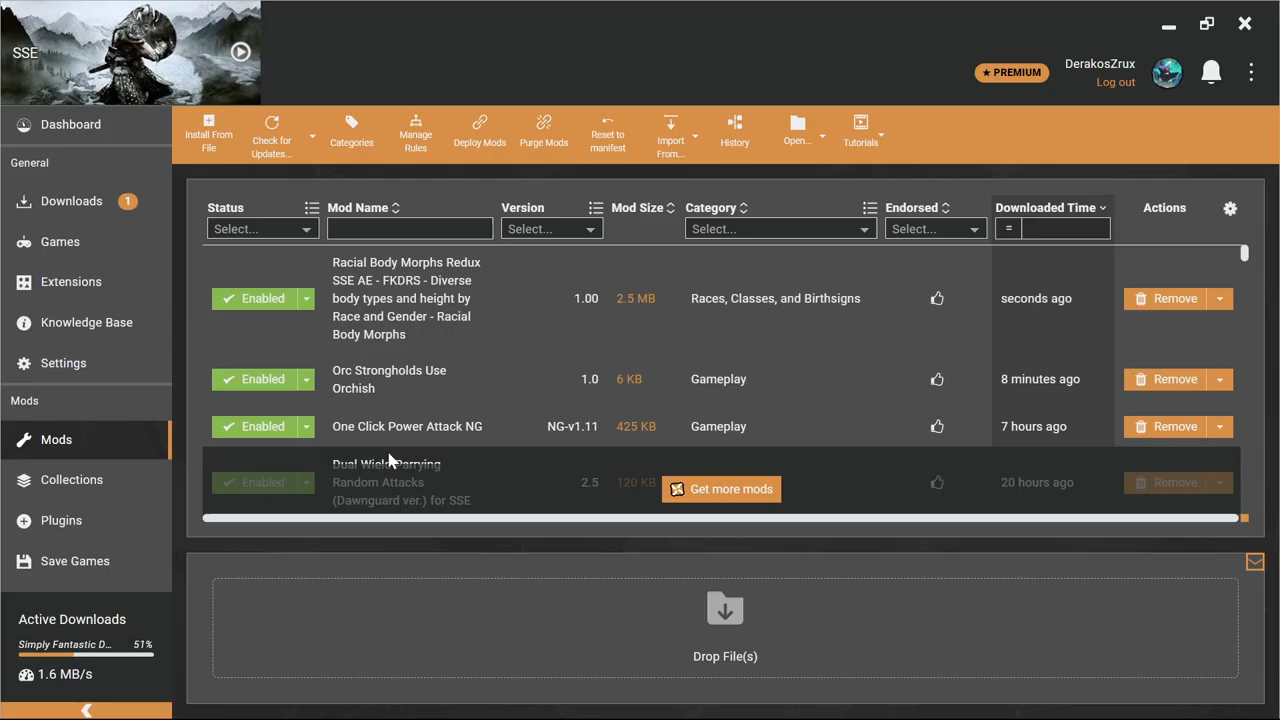 SSE
PREMIUM
DerakosZrux
Log out
Dashboard
General
Downloads 1
Games
Extensions
Knowledge Base
Settings
Mods
Mods
Collections
Plugins
Save Games
Active Downloads
Simply Fantastic D... 51%
1.6 MB/s
Install From
File
Check for
Updates...
Categories
Manage
Rules
Deploy Mods
Purge Mods
Reset to
manifest
Import
From...
History
Open...
Tutorials
Status Mod Name Version Mod Size Category Endorsed Downloaded Time Actions
Select... Select... Select... Select... =
Racial Body Morphs Redux
SSE AE - FKDRS - Diverse
body types and height by
Enabled Race and Gender - Racial 1.00 2.5 MB Races, Classes, and Birthsigns seconds ago Remove
Body Morphs
Orc Strongholds Use
Orchish
Enabled 1.0 6 KB Gameplay 8 minutes ago Remove
Enabled One Click Power Attack NG NG-v1.11 425 KB Gameplay 7 hours ago Remove
Dual Wield Parrying
Enabled Random Attacks 2.5 120 KB 20 hours ago Remove
(Dawnguard ver.) for SSE
Get more mods
Drop File(s)